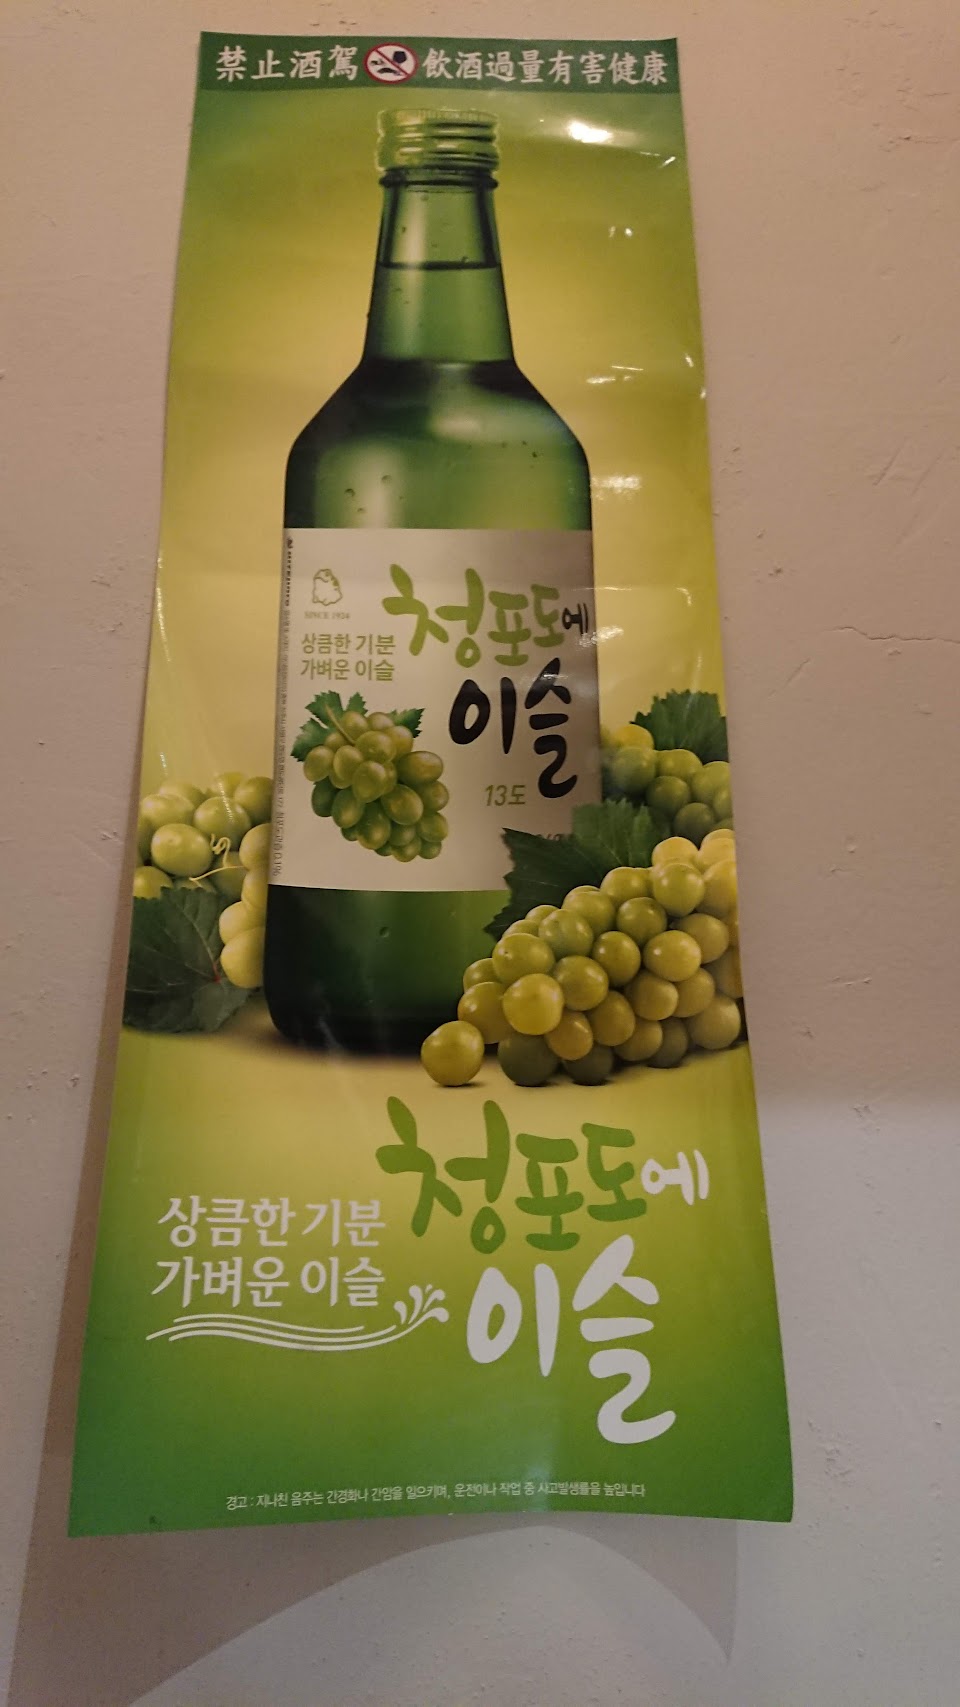 禁止酒駕 飲酒過量有害健康
SINCE 1924
상큼한 기분
가벼운 이슬
청포도에
이슬
13도
청포도에
이슬
상큼한 기분
가벼운 이슬
경고 : 지나친 음주는 간경화나 간암을 일으키며, 운전이나 작업 중 사고발생률을 높입니다